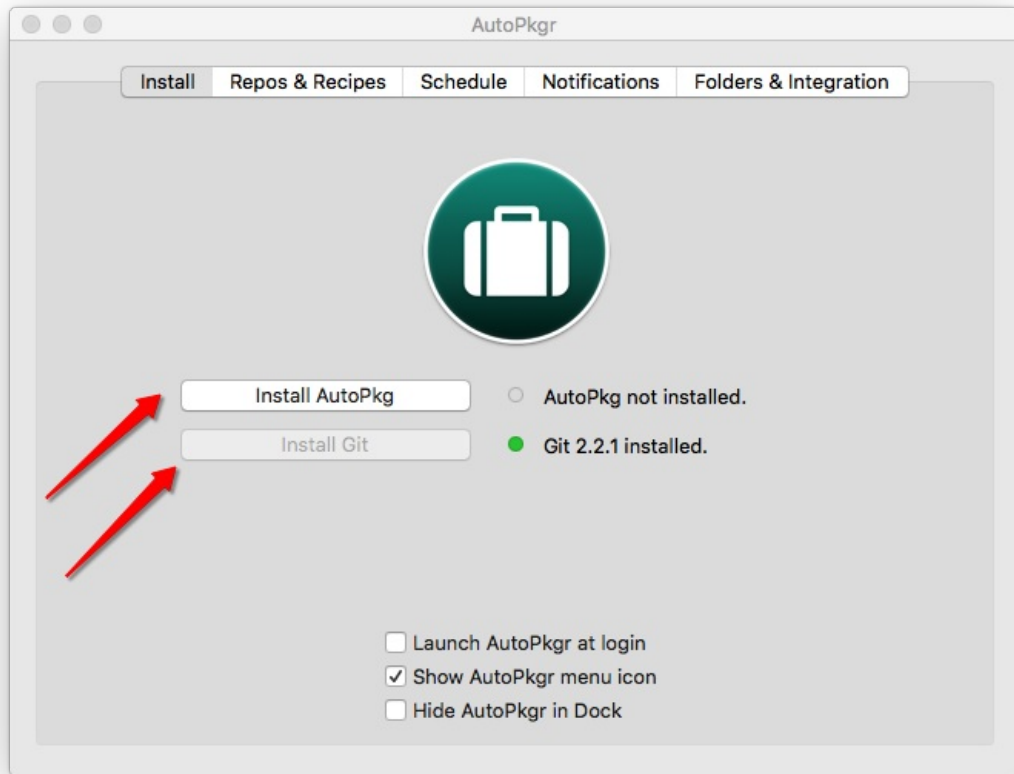 AutoPkgr
Install Repos & Recipes Schedule Notifications Folders & Integration
Install AutoPkg AutoPkg not installed.
Install Git Git 2.2.1 installed.
Launch AutoPkgr at login
Show AutoPkgr menu icon
Hide AutoPkgr in Dock